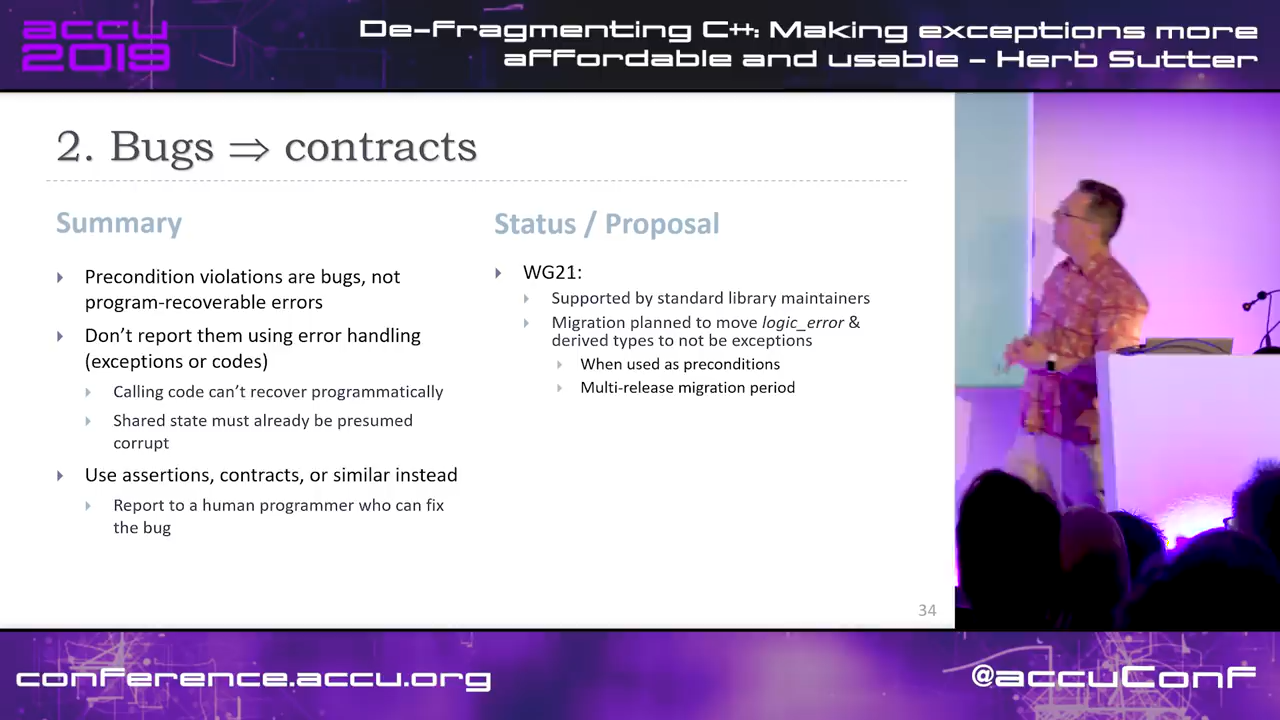 accu
2019
De-Fragmenting C++: Making exceptions more
affordable and usable - Herb Sutter
2. Bugs ⇒ contracts
Summary
Precondition violations are bugs, not
program-recoverable errors
Don't report them using error handling
(exceptions or codes)
Calling code can't recover programmatically
Shared state must already be presumed
corrupt
Use assertions, contracts, or similar instead
Report to a human programmer who can fix
the bug
Status / Proposal
WG21:
Supported by standard library maintainers
Migration planned to move logic_error &
derived types to not be exceptions
When used as preconditions
Multi-release migration period
34
conference.accu.org
@accuConf